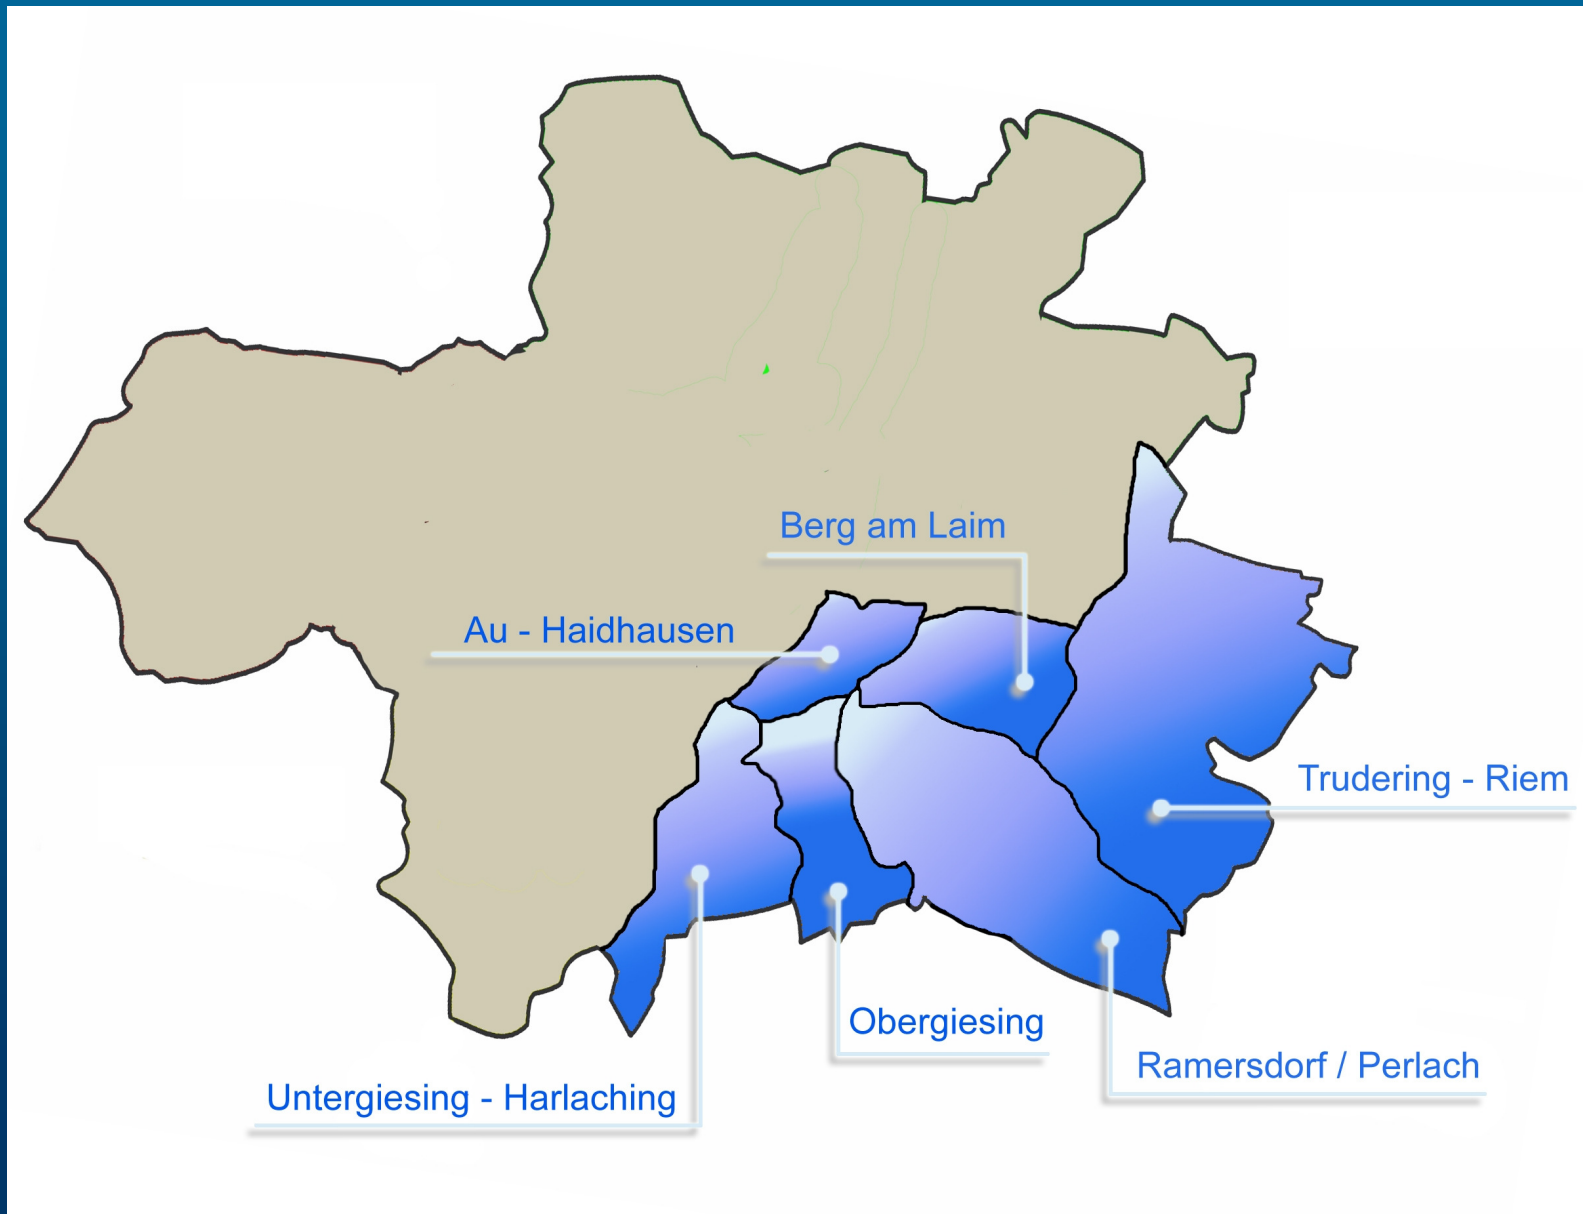 Berg am Laim
Au - Haidhausen
Trudering - Riem
Obergiesing
Ramersdorf / Perlach
Untergiesing - Harlaching